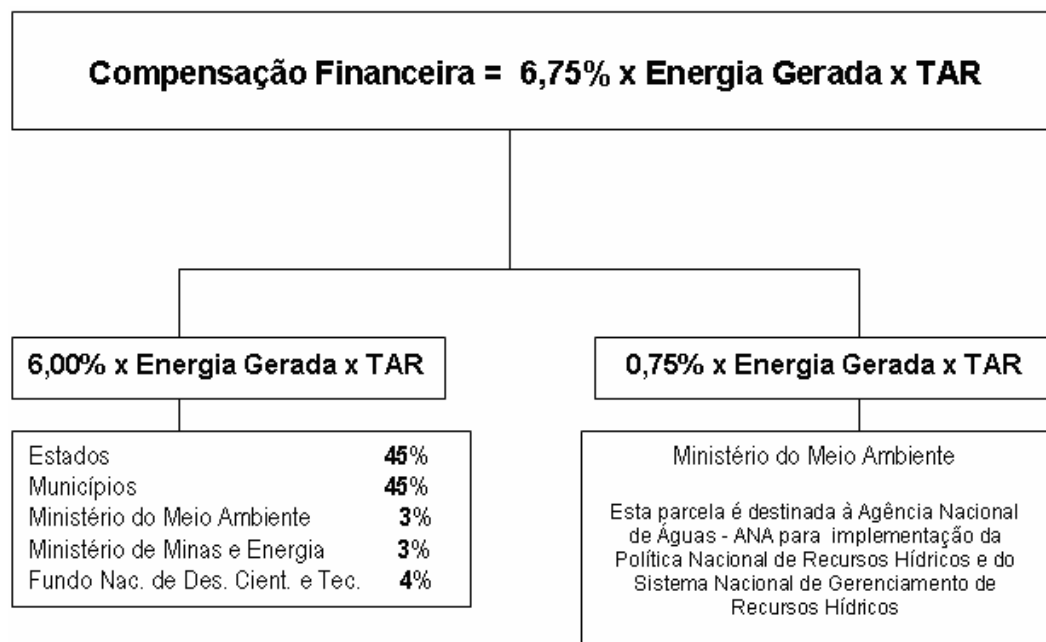 Compensação Financeira = 6,75% x Energia Gerada x TAR
6,00% x Energia Gerada x TAR
Estados 45%
Municípios 45%
Ministério do Meio Ambiente 3%
Ministério de Minas e Energia 3%
Fundo Nac. de Des. Cient. e Tec. 4%
0,75% x Energia Gerada x TAR
Ministério do Meio Ambiente
Esta parcela é destinada à Agência Nacional
de Águas - ANA para implementação da
Política Nacional de Recursos Hídricos e do
Sistema Nacional de Gerenciamento de
Recursos Hídricos